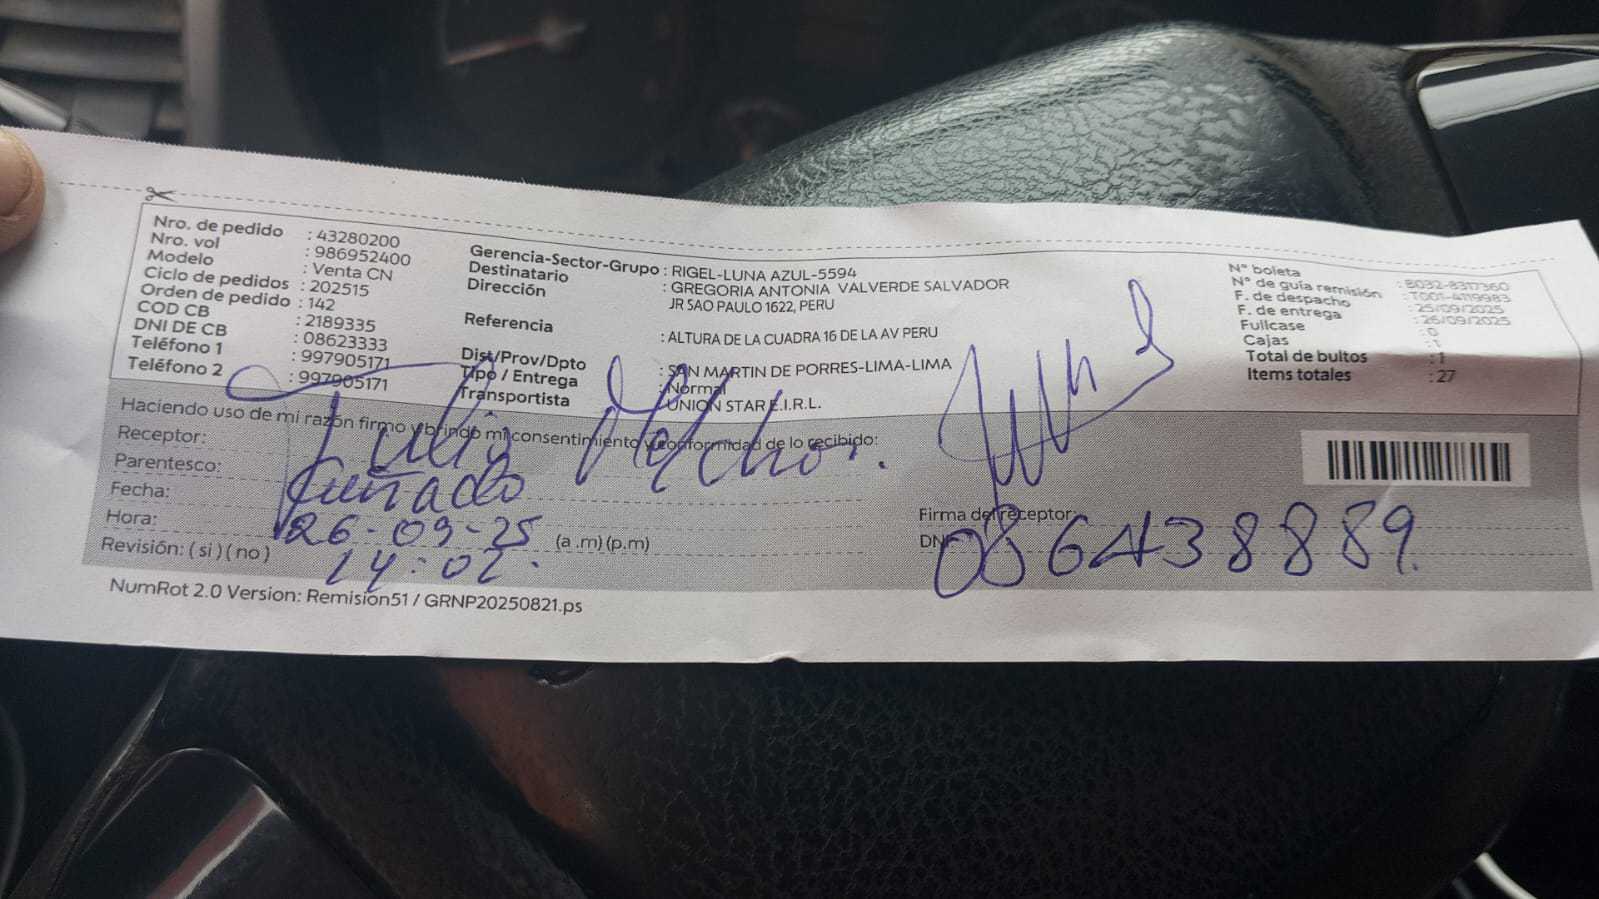 Nro. de pedido : 43280200
Nro. vol : 986952400
Modelo : Venta CN
Ciclo de pedidos : 202515
Orden de pedido : 142
COD CB : 2189335
DNI DE CB : 08623333
Teléfono 1 : 997905171
Teléfono 2 : 997905171
Gerencia-Sector-Grupo : RIGEL-LUNA AZUL-5594
Destinatario : GREGORIA ANTONIA VALVERDE SALVADOR
Dirección JR SAO PAULO 1622, PERU
Referencia : ALTURA DE LA CUADRA 16 DE LA AV PERU
Dist/Prov/Dpto : SAN MARTIN DE PORRES-LIMA-LIMA
Tipo / Entrega : Normal
Transportista : UNION STAR E.I.R.L.
N° boleta : B032-8317360
N° de guía remisión : T001-4119983
F. de despacho : 25/09/2025
F. de entrega : 26/09/2025
Fullcase : 0
Cajas : 1
Total de bultos : 1
Items totales : 27
Haciendo uso de mi razón firmo y brindo mi consentimiento y conformidad de lo recibido:
Receptor: Julio Melchor.
Parentesco: Cuñado
Fecha: 26-09-25
Hora: 14:02. (a .m) (p.m)
Revisión: ( si ) ( no )
Firma del receptor:
DNI 086438889.
NumRot 2.0 Version: Remision51 / GRNP20250821.ps